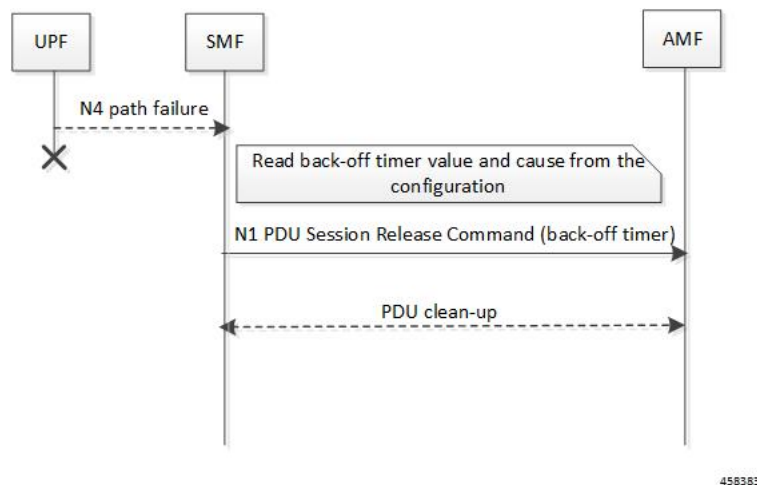 UPF
SMF
AMF
N4 path failure
Read back-off timer value and cause from the
configuration
N1 PDU Session Release Command (back-off timer)
PDU clean-up
458383